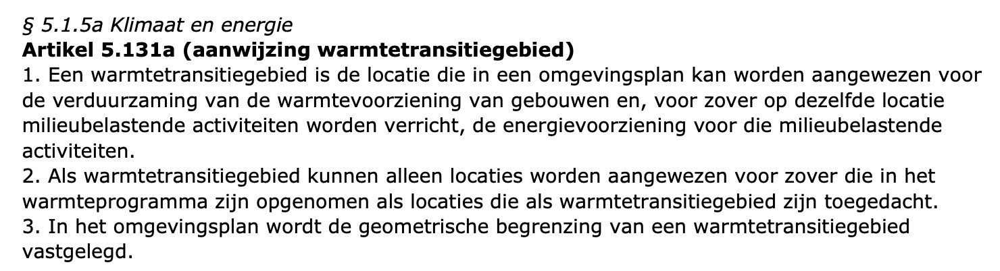 § 5.1.5a Klimaat en energie
Artikel 5.131a (aanwijzing warmtetransitiegebied)
1. Een warmtetransitiegebied is de locatie die in een omgevingsplan kan worden aangewezen voor
de verduurzaming van de warmtevoorziening van gebouwen en, voor zover op dezelfde locatie
milieubelastende activiteiten worden verricht, de energievoorziening voor die milieubelastende
activiteiten.
2. Als warmtetransitiegebied kunnen alleen locaties worden aangewezen voor zover die in het
warmteprogramma zijn opgenomen als locaties die als warmtetransitiegebied zijn toegedacht.
3. In het omgevingsplan wordt de geometrische begrenzing van een warmtetransitiegebied
vastgelegd.